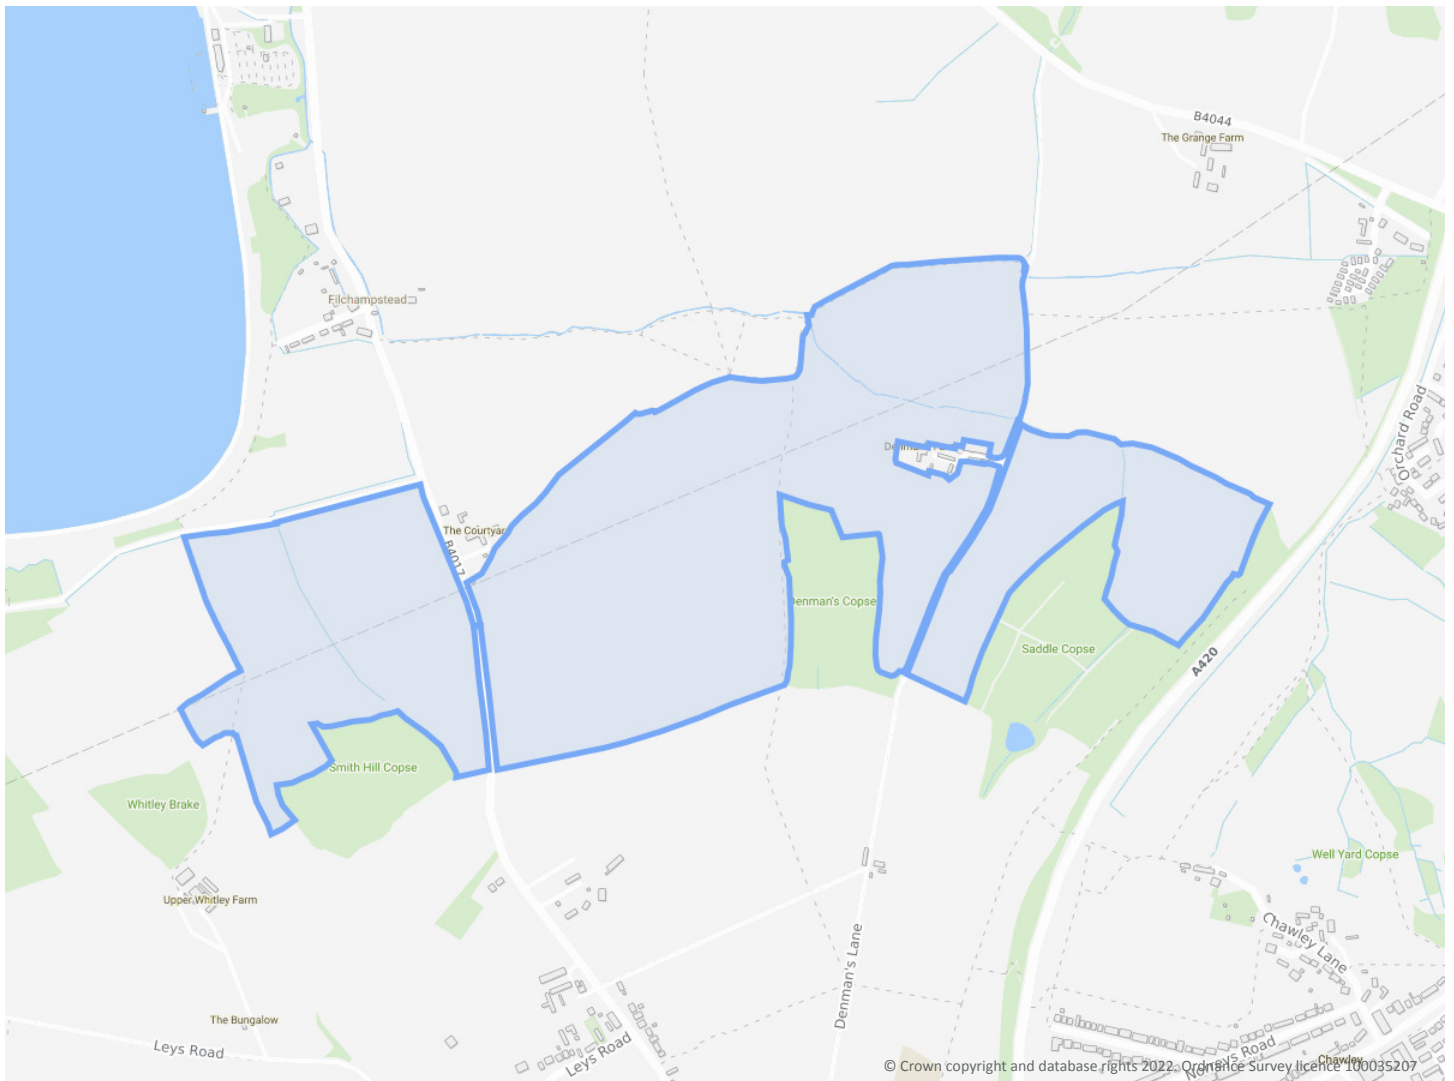 B4044
The Grange Farm
Filchampstead
Orchard Road
The Courtyar
B4017
Denman's Copse
Saddle Copse
A420
Smith Hill Copse
Whitley Brake
Well Yard Copse
Upper Whitley Farm
Chawley Lane
Denman's Lane
The Bungalow
Leys Road
Leys Road
Norreys Road
Chawley
© Crown copyright and database rights 2022. Ordnance Survey licence 100035207